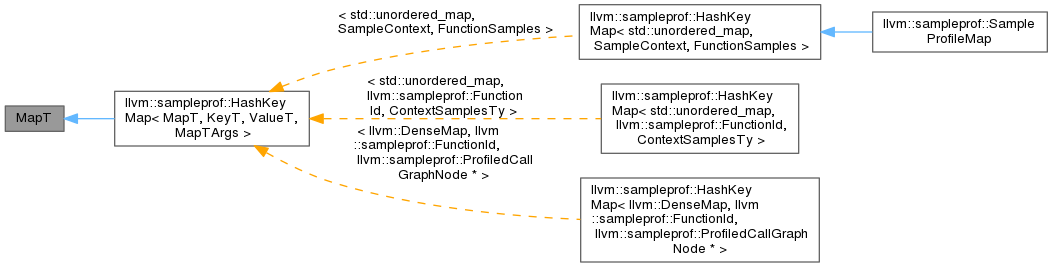 MapT
llvm::sampleprof::HashKey
Map< MapT, KeyT, ValueT,
MapTArgs >
< std::unordered_map,
SampleContext, FunctionSamples >
< std::unordered_map,
llvm::sampleprof::Function
Id, ContextSamplesTy >
< llvm::DenseMap, llvm
::sampleprof::FunctionId,
llvm::sampleprof::ProfiledCall
GraphNode * >
llvm::sampleprof::HashKey
Map< std::unordered_map,
SampleContext, FunctionSamples >
llvm::sampleprof::HashKey
Map< std::unordered_map,
llvm::sampleprof::FunctionId,
ContextSamplesTy >
llvm::sampleprof::HashKey
Map< llvm::DenseMap, llvm
::sampleprof::FunctionId,
llvm::sampleprof::ProfiledCallGraph
Node * >
llvm::sampleprof::Sample
ProfileMap